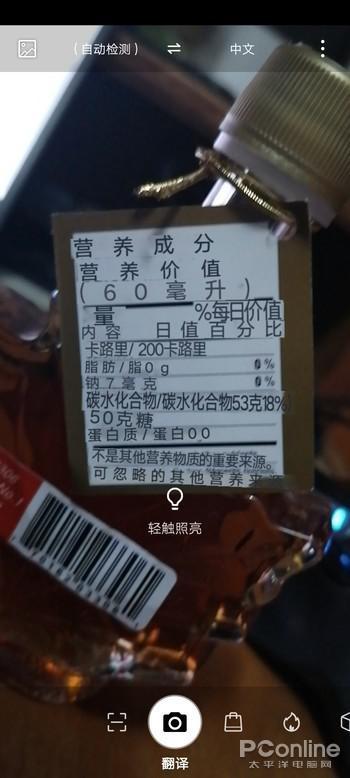 （自动检测）
中文
营养成分
营养价值
(60毫升)
量 %每日价值
内容 日值百分比
卡路里/200卡路里
脂肪/脂0g 0%
钠7毫克 0%
碳水化合物/碳水化合物53克18%
50克糖
蛋白质/蛋白00
不是其他营养物质的重要来源。
可忽略的其他营养来源
轻触照亮
翻译
PConline
太平洋电脑网